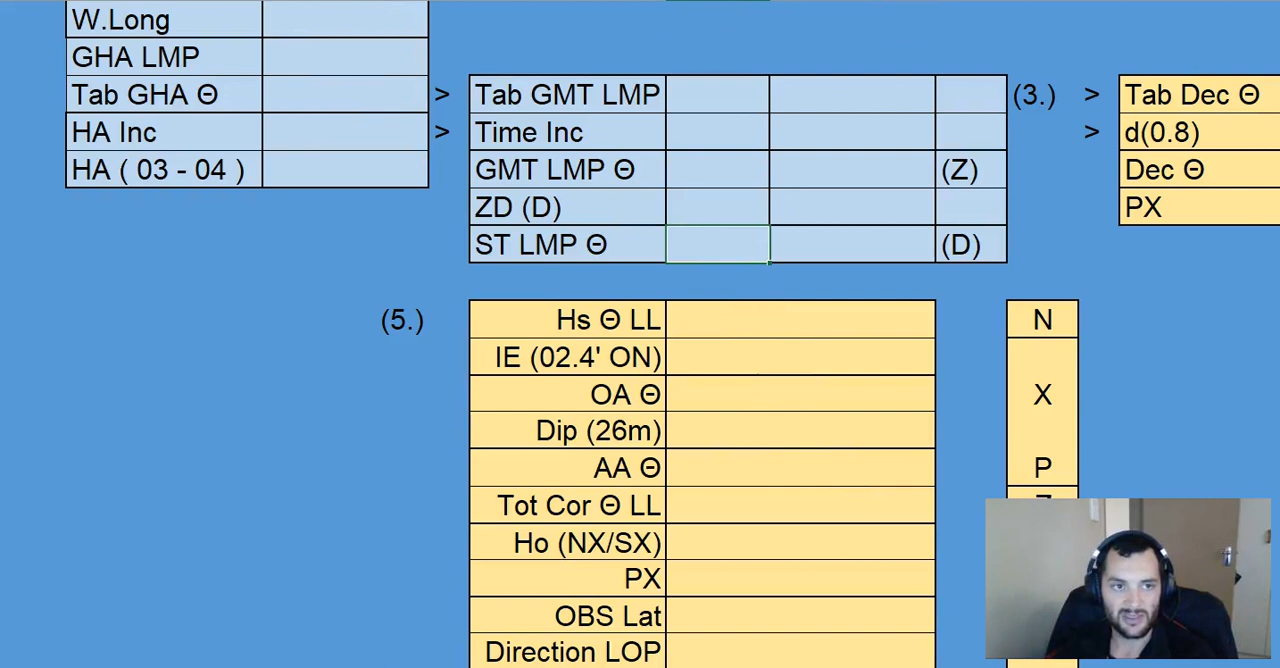 W.Long
GHA LMP
Tab GHA Θ >
HA Inc >
HA ( 03 - 04 )
Tab GMT LMP (3.) >
Time Inc >
GMT LMP Θ (Z)
ZD (D)
ST LMP Θ (D)
Tab Dec Θ
d(0.8)
Dec Θ
PX
(5.)
Hs Θ LL
IE (02.4' ON)
OA Θ
Dip (26m)
AA Θ
Tot Cor Θ LL
Ho (NX/SX)
PX
OBS Lat
Direction LOP
N
X
P